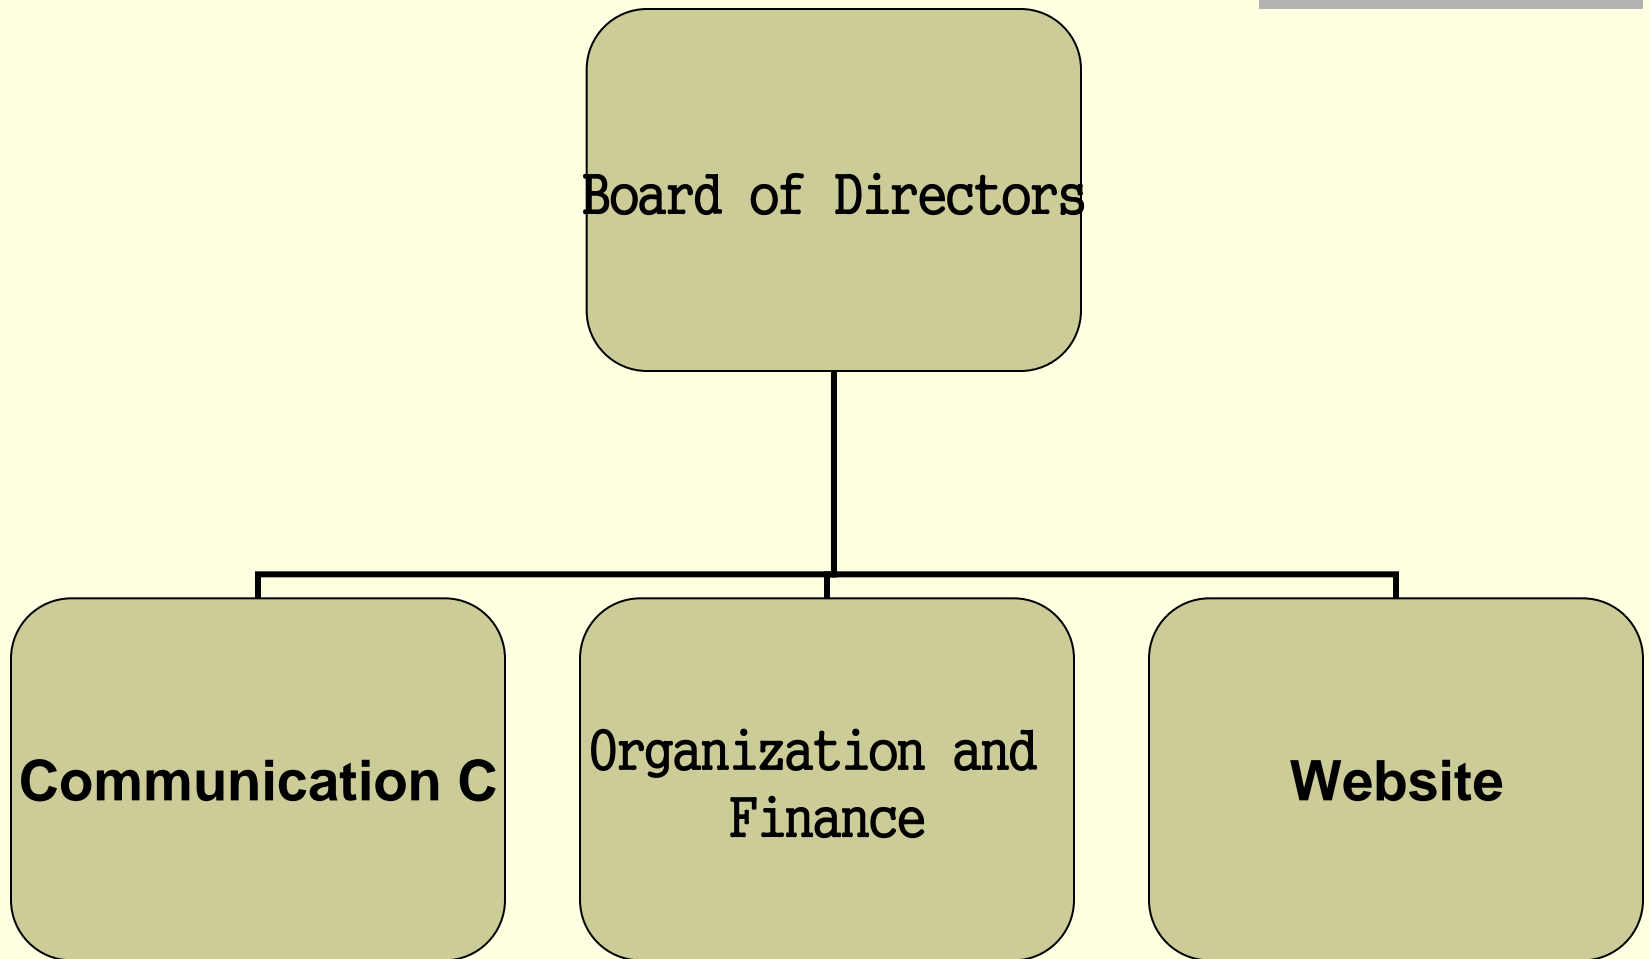 Board of Directors
Communication C
Organization and
Finance
Website